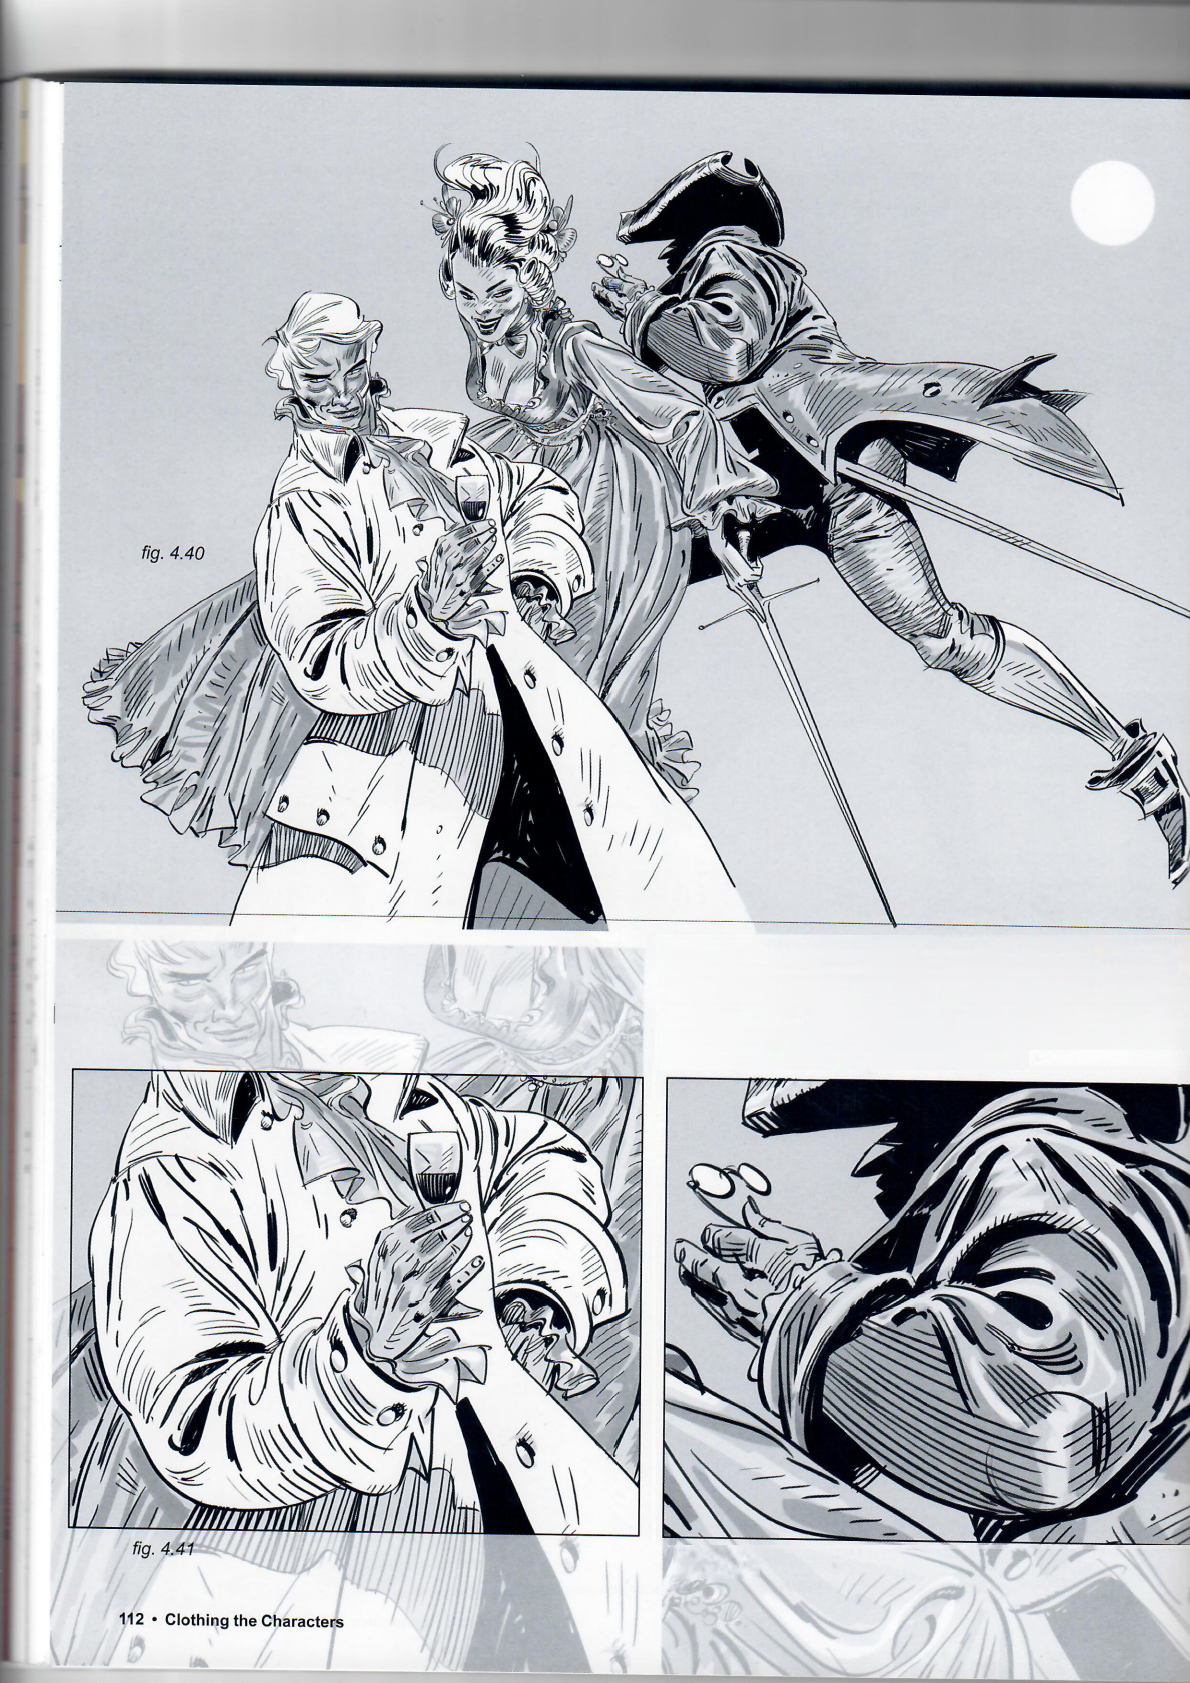 fig. 4.40
fig. 4.41
112 • Clothing the Characters